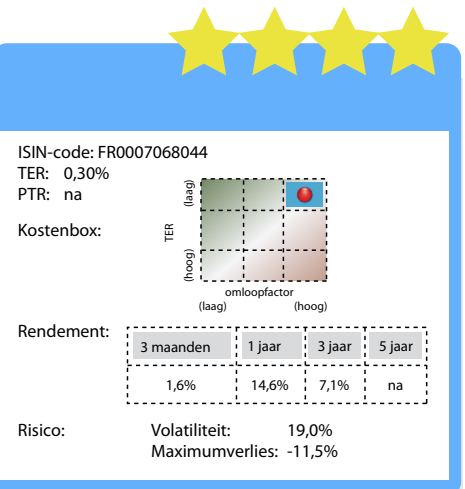 ISIN-code: FR0007068044
TER: 0,30%
PTR: na
Kostenbox:
TER
(laag)
(hoog)
omloopfactor
(laag) (hoog)
Rendement:
3 maanden 1 jaar 3 jaar 5 jaar
1,6% 14,6% 7,1% na
Risico: Volatiliteit: 19,0%
Maximumverlies: -11,5%